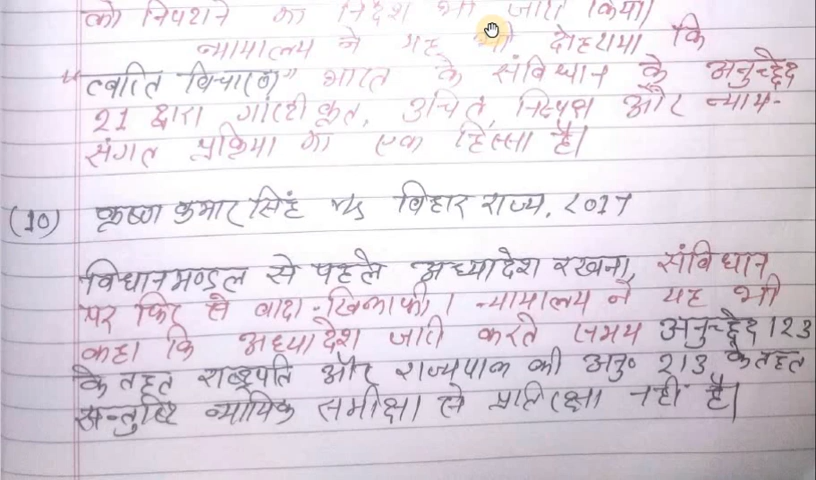 को निपटाने का निर्देश भी जारी किया।
न्यायालय ने यह भी दोहराया कि
"त्वरित विचारण" भारत के संविधान के अनुच्छेद
21 द्वारा गारंटीकृत, उचित, निष्पक्ष और न्याय-
संगत प्रक्रिया का एक हिस्सा है।
(10) कृष्ण कुमार सिंह v/s बिहार राज्य, 2017
विधानमण्डल से पहले अध्यादेश रखना, संविधान
पर फिर से वादा-खिलाफी। न्यायालय ने यह भी
कहा कि अध्यादेश जारी करते समय अनुच्छेद 123
के तहत राष्ट्रपति और राज्यपाल की अनु० 213 के तहत
सन्तुष्टि न्यायिक समीक्षा से प्रतिरक्षा नहीं है।